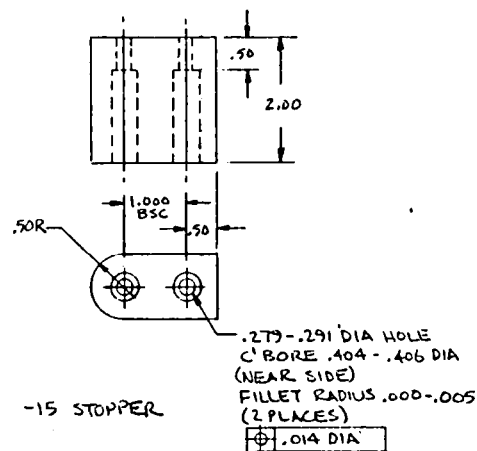 .50
2.00
1.000
BSC
.50
.50R
.279-.291 DIA HOLE
C'BORE .404-.406 DIA
(NEAR SIDE)
FILLET RADIUS .000-.005
(2 PLACES)
⌖ .014 DIA
-15 STOPPER